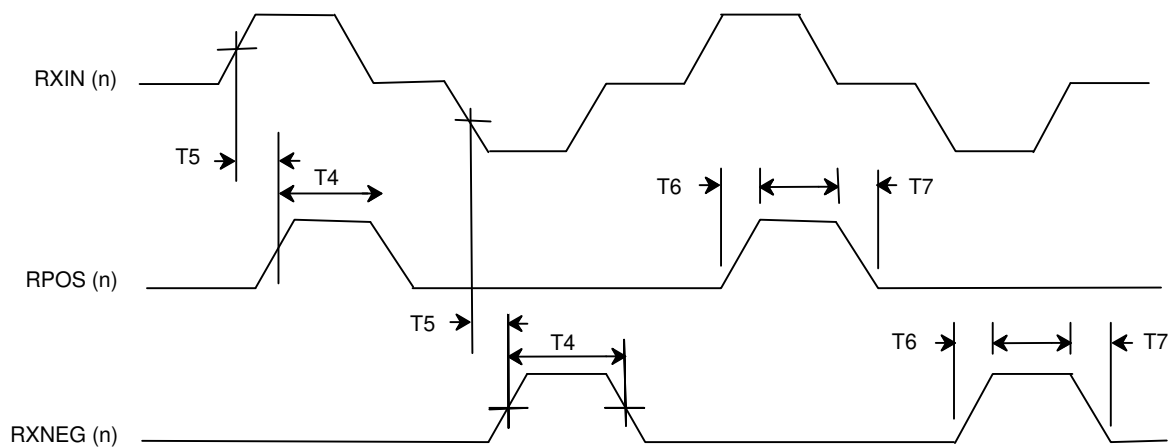 RXIN (n)
T5
T4
T6
T7
RPOS (n)
T5
T4
T6
T7
RXNEG (n)